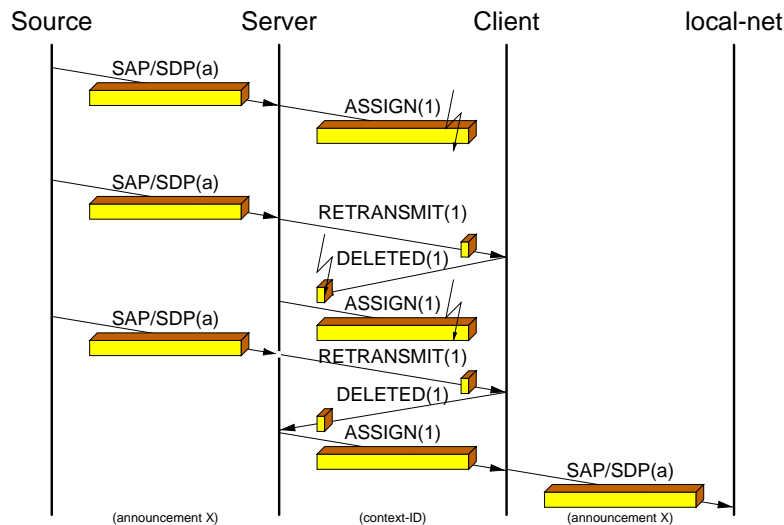 Source Server Client local-net
SAP/SDP(a)
ASSIGN(1)
SAP/SDP(a)
RETRANSMIT(1)
DELETED(1)
ASSIGN(1)
SAP/SDP(a)
RETRANSMIT(1)
DELETED(1)
ASSIGN(1)
SAP/SDP(a)
(announcement X) (context-ID) (announcement X)